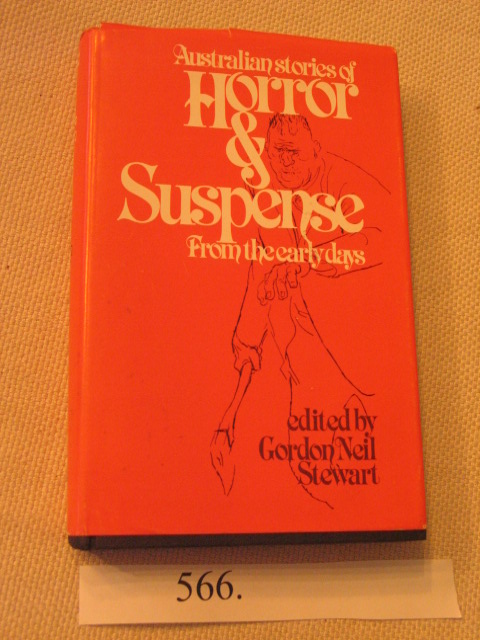 Australian stories of
Horror
&
Suspense
From the early days
edited by
Gordon Neil
Stewart
566.